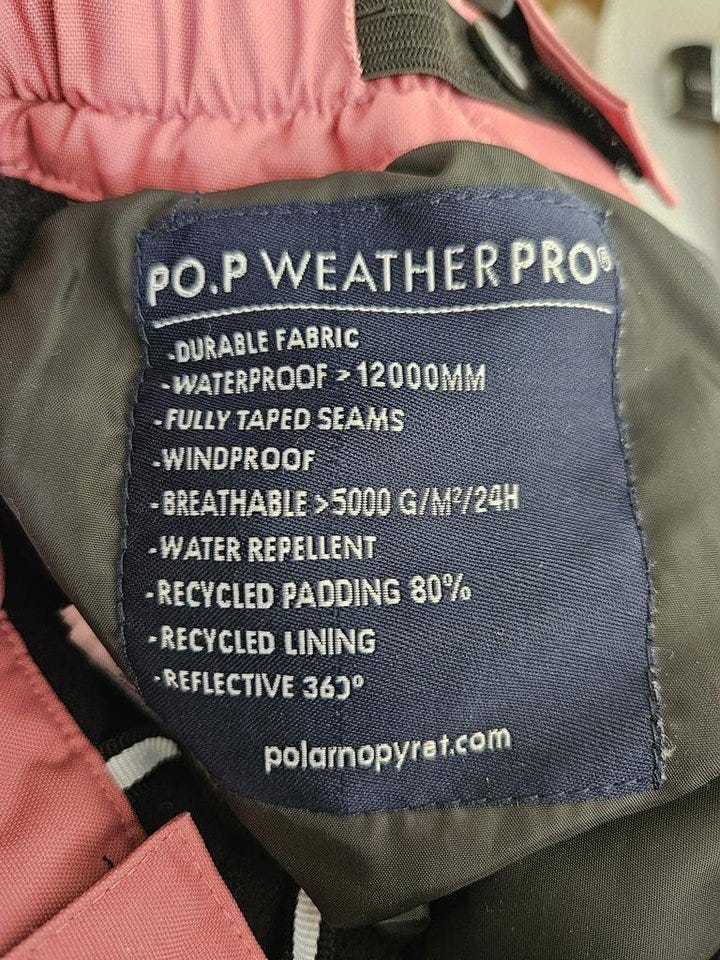 PO.P WEATHERPRO®
-DURABLE FABRIC
-WATERPROOF > 12000MM
-FULLY TAPED SEAMS
-WINDPROOF
-BREATHABLE >5000 G/M²/24H
-WATER REPELLENT
-RECYCLED PADDING 80%
-RECYCLED LINING
-REFLECTIVE 360°
polarnopyret.com